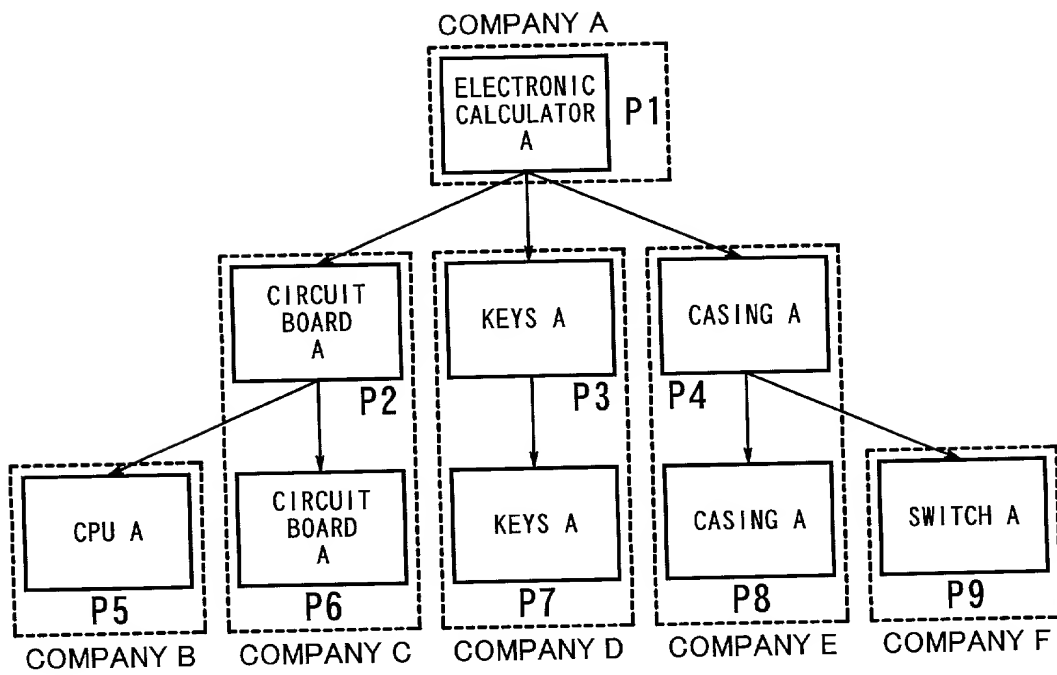 COMPANY A
ELECTRONIC
CALCULATOR
A
P1
CIRCUIT
BOARD
A
P2
KEYS A
P3
CASING A
P4
CPU A
P5
COMPANY B
CIRCUIT
BOARD
A
P6
COMPANY C
KEYS A
P7
COMPANY D
CASING A
P8
COMPANY E
SWITCH A
P9
COMPANY F